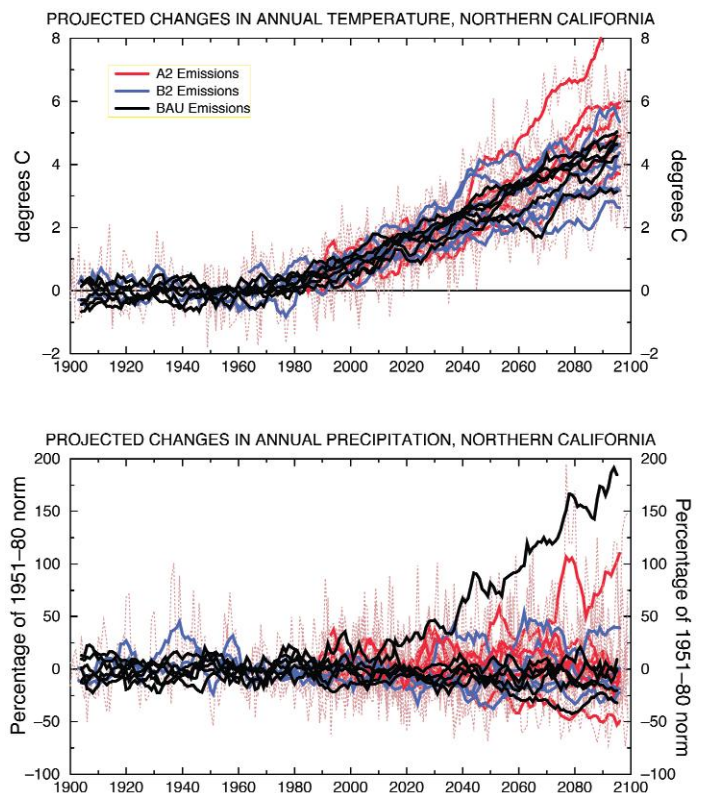 PROJECTED CHANGES IN ANNUAL TEMPERATURE, NORTHERN CALIFORNIA
8
6
4
2
0
−2
degrees C
A2 Emissions
B2 Emissions
BAU Emissions
8
6
4
2
0
−2
degrees C
1900 1920 1940 1960 1980 2000 2020 2040 2060 2080 2100
PROJECTED CHANGES IN ANNUAL PRECIPITATION, NORTHERN CALIFORNIA
200
150
100
50
0
−50
−100
Percentage of 1951−80 norm
200
150
100
50
0
−50
−100
Percentage of 1951−80 norm
1900 1920 1940 1960 1980 2000 2020 2040 2060 2080 2100